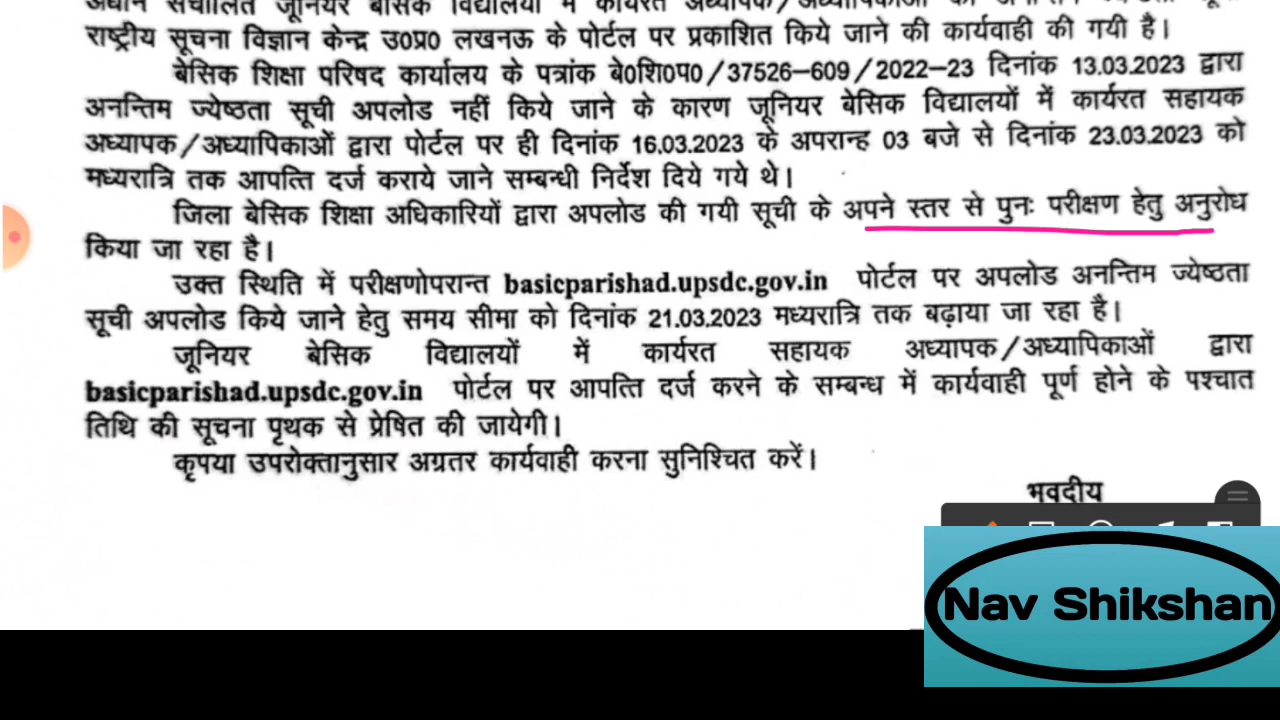 राष्ट्रीय सूचना विज्ञान केन्द्र उ0प्र0 लखनऊ के पोर्टल पर प्रकाशित किये जाने की कार्यवाही की गयी है।
बेसिक शिक्षा परिषद कार्यालय के पत्रांक बे0शि0प0/37526–609/2022–23 दिनांक 13.03.2023 द्वारा
अनन्तिम ज्येष्ठता सूची अपलोड नहीं किये जाने के कारण जूनियर बेसिक विद्यालयों में कार्यरत सहायक
अध्यापक/अध्यापिकाओं द्वारा पोर्टल पर ही दिनांक 16.03.2023 के अपरान्ह 03 बजे से दिनांक 23.03.2023 को
मध्यरात्रि तक आपत्ति दर्ज कराये जाने सम्बन्धी निर्देश दिये गये थे।
जिला बेसिक शिक्षा अधिकारियों द्वारा अपलोड की गयी सूची के अपने स्तर से पुनः परीक्षण हेतु अनुरोध
किया जा रहा है।
उक्त स्थिति में परीक्षणोपरान्त basicparishad.upsdc.gov.in पोर्टल पर अपलोड अनन्तिम ज्येष्ठता
सूची अपलोड किये जाने हेतु समय सीमा को दिनांक 21.03.2023 मध्यरात्रि तक बढ़ाया जा रहा है।
जूनियर बेसिक विद्यालयों में कार्यरत सहायक अध्यापक/अध्यापिकाओं द्वारा
basicparishad.upsdc.gov.in पोर्टल पर आपत्ति दर्ज करने के सम्बन्ध में कार्यवाही पूर्ण होने के पश्चात
तिथि की सूचना पृथक से प्रेषित की जायेगी।
कृपया उपरोक्तानुसार अग्रतर कार्यवाही करना सुनिश्चित करें।
भवदीय
Nav Shikshan